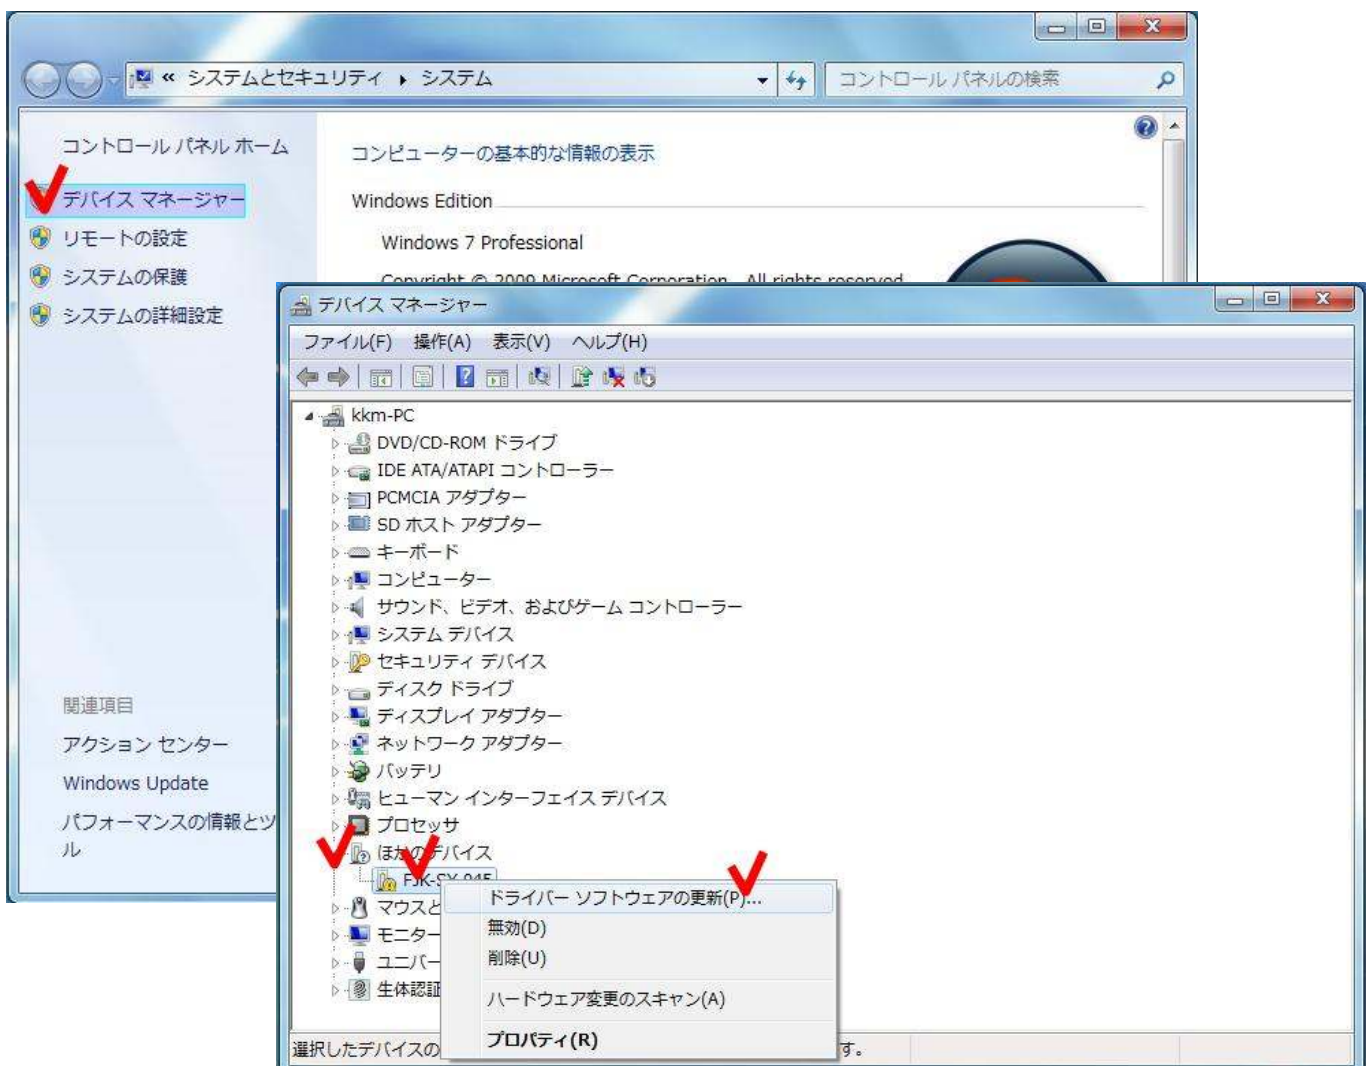 « システムとセキュリティ ▸ システム
コントロール パネルの検索
コントロール パネル ホーム
デバイス マネージャー
リモートの設定
システムの保護
システムの詳細設定
関連項目
アクション センター
Windows Update
パフォーマンスの情報とツ
ル
コンピューターの基本的な情報の表示
Windows Edition
Windows 7 Professional
Copyright © 2009 Microsoft Corporation. All rights reserved
デバイス マネージャー
ファイル(F) 操作(A) 表示(V) ヘルプ(H)
kkm-PC
DVD/CD-ROM ドライブ
IDE ATA/ATAPI コントローラー
PCMCIA アダプター
SD ホスト アダプター
キーボード
コンピューター
サウンド、ビデオ、およびゲーム コントローラー
システム デバイス
セキュリティ デバイス
ディスク ドライブ
ディスプレイ アダプター
ネットワーク アダプター
バッテリ
ヒューマン インターフェイス デバイス
プロセッサ
ほかのデバイス
FJK-SX-045
マウスと
モニター
ユニバー
生体認証
ドライバー ソフトウェアの更新(P)...
無効(D)
削除(U)
ハードウェア変更のスキャン(A)
プロパティ(R)
選択したデバイスの す。